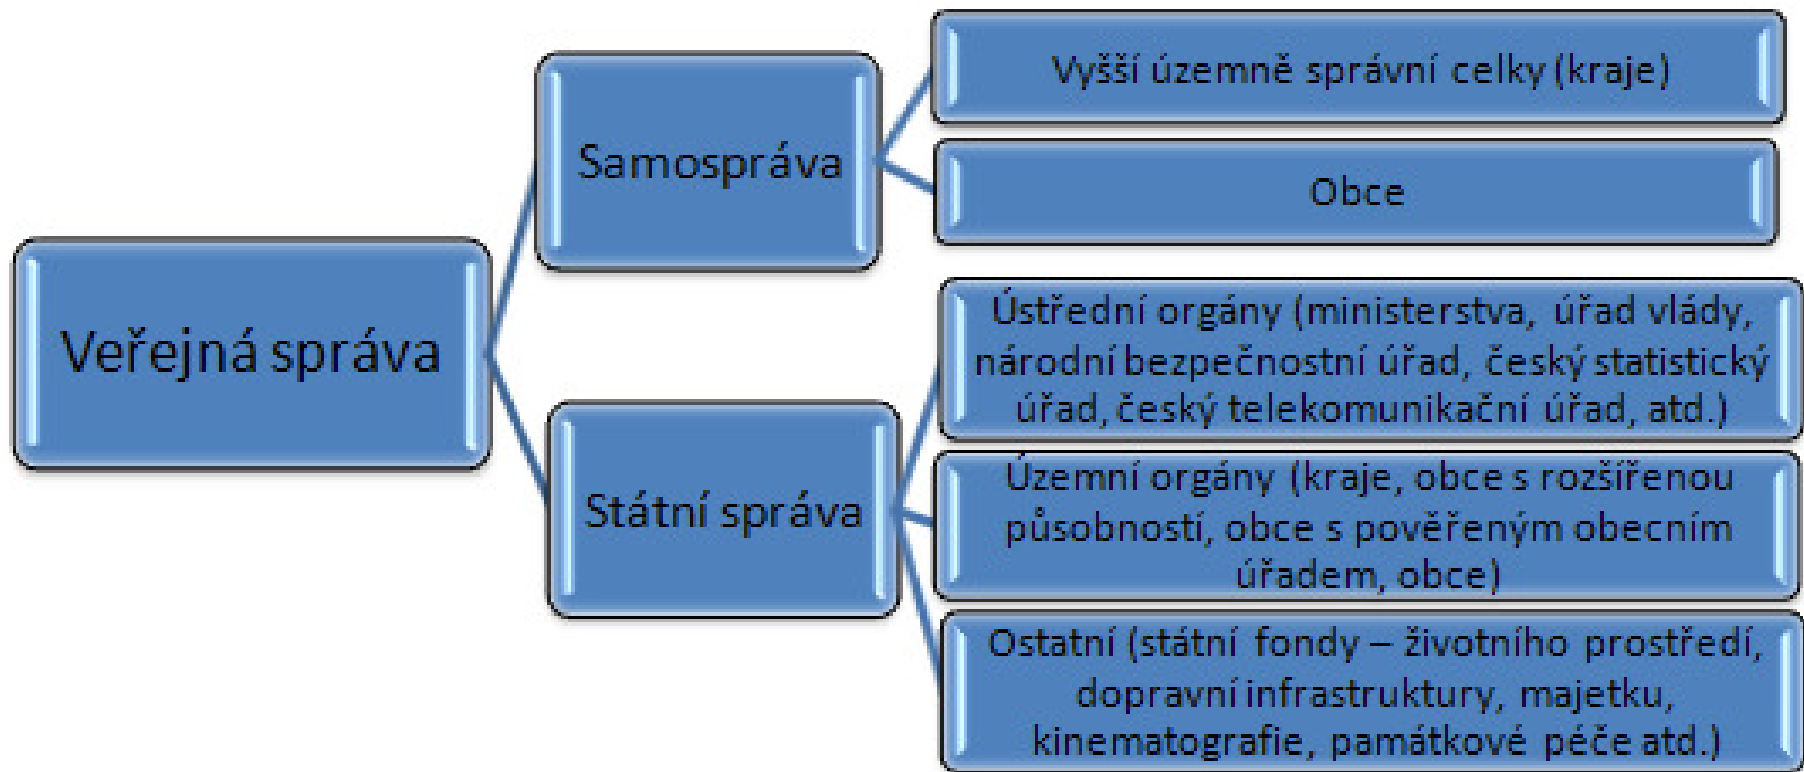 Veřejná správa
Samospráva
Vyšší územně správní celky (kraje)
Obce
Státní správa
Ústřední orgány (ministerstva, úřad vlády,
národní bezpečnostní úřad, český statistický
úřad, český telekomunikační úřad, atd.)
Územní orgány (kraje, obce s rozšířenou
působností, obce s pověřeným obecním
úřadem, obce)
Ostatní (státní fondy – životního prostředí,
dopravní infrastruktury, majetku,
kinematografie, památkové péče atd.)